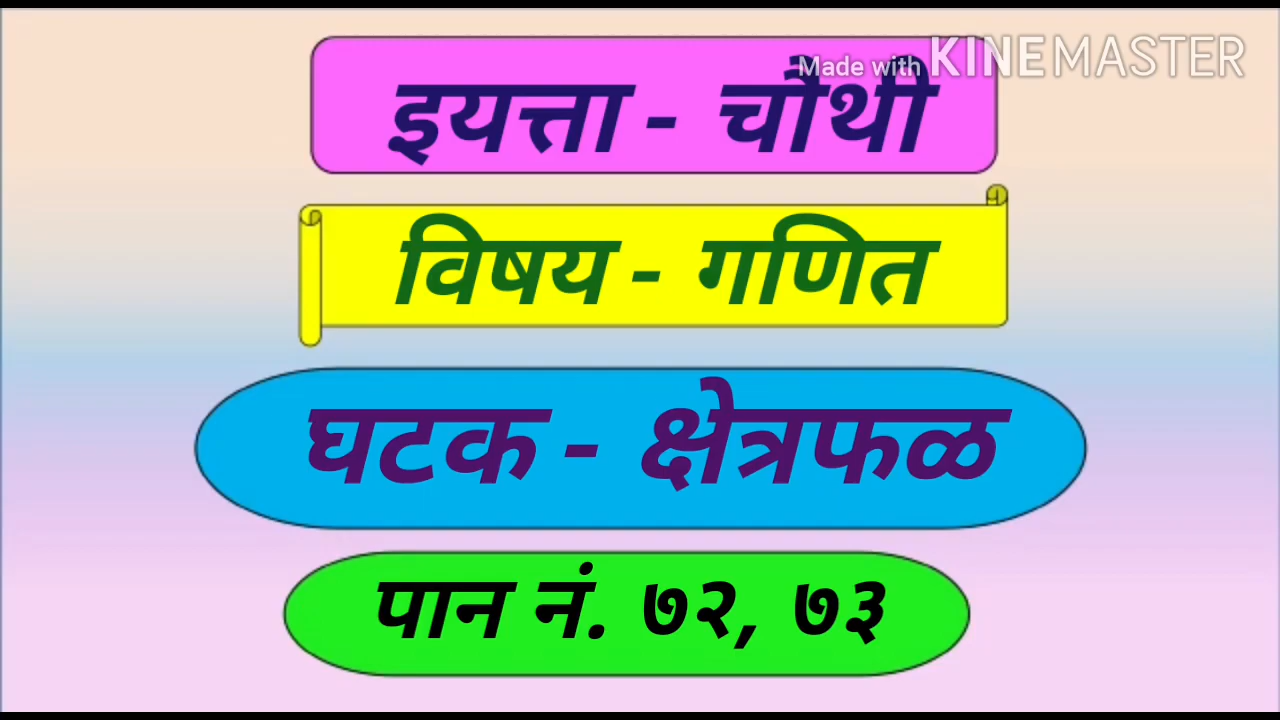 Made with KINEMASTER
इयत्ता - चौथी
विषय - गणित
घटक - क्षेत्रफळ
पान नं. ७२, ७३